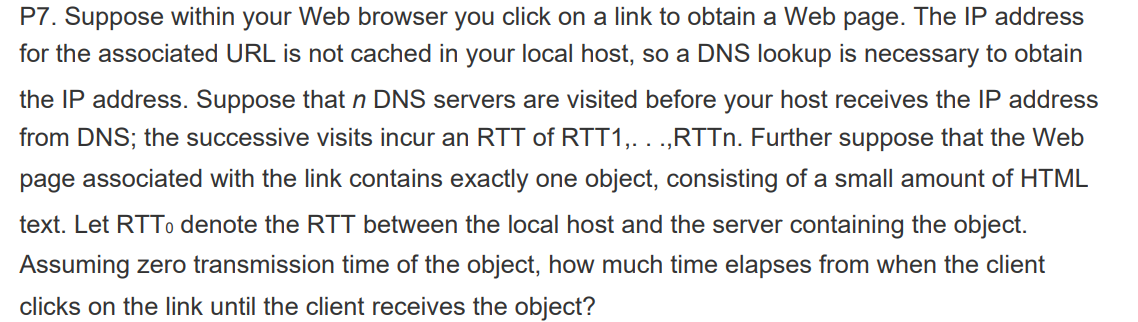 P7. Suppose within your Web browser you click on a link to obtain a Web page. The IP address
for the associated URL is not cached in your local host, so a DNS lookup is necessary to obtain
the IP address. Suppose that n DNS servers are visited before your host receives the IP address
from DNS; the successive visits incur an RTT of RTT1,. . .,RTTn. Further suppose that the Web
page associated with the link contains exactly one object, consisting of a small amount of HTML
text. Let RTT₀ denote the RTT between the local host and the server containing the object.
Assuming zero transmission time of the object, how much time elapses from when the client
clicks on the link until the client receives the object?